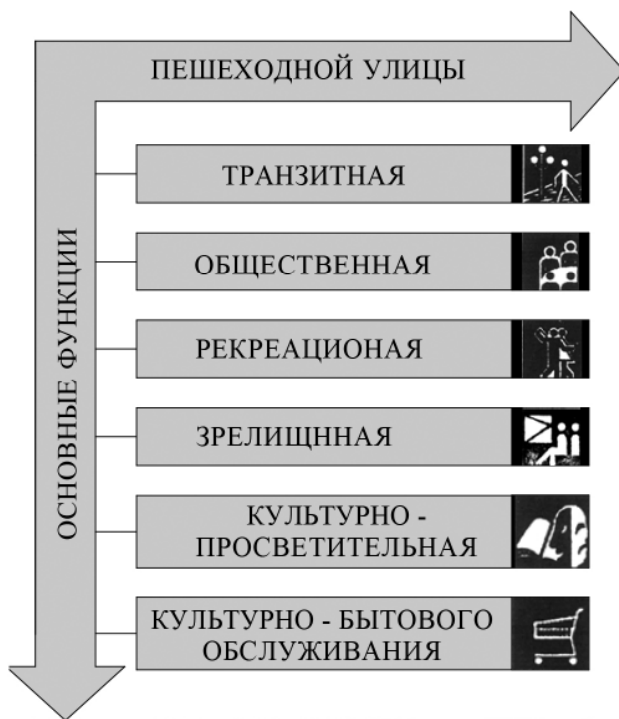 ПЕШЕХОДНОЙ УЛИЦЫ
ОСНОВНЫЕ ФУНКЦИИ
ТРАНЗИТНАЯ
ОБЩЕСТВЕННАЯ
РЕКРЕАЦИОНАЯ
ЗРЕЛИЩННАЯ
КУЛЬТУРНО -
ПРОСВЕТИТЕЛЬНАЯ
КУЛЬТУРНО - БЫТОВОГО
ОБСЛУЖИВАНИЯ